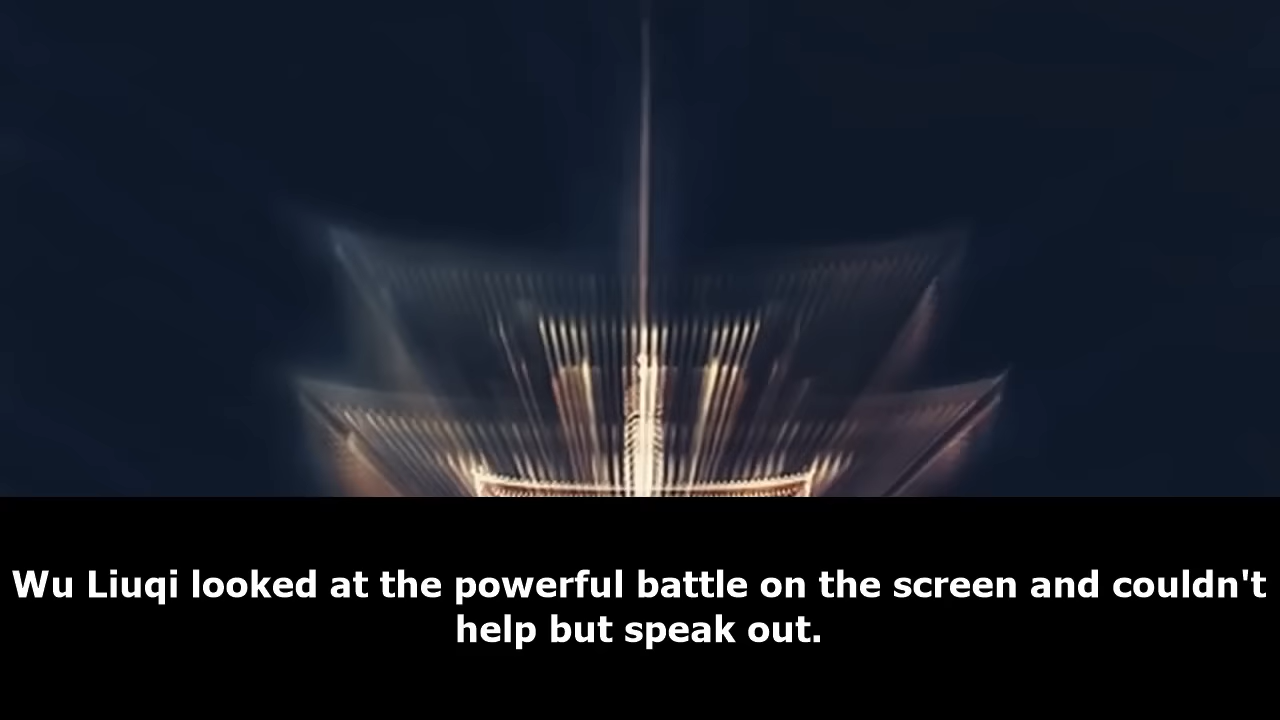 Wu Liuqi looked at the powerful battle on the screen and couldn't
help but speak out.